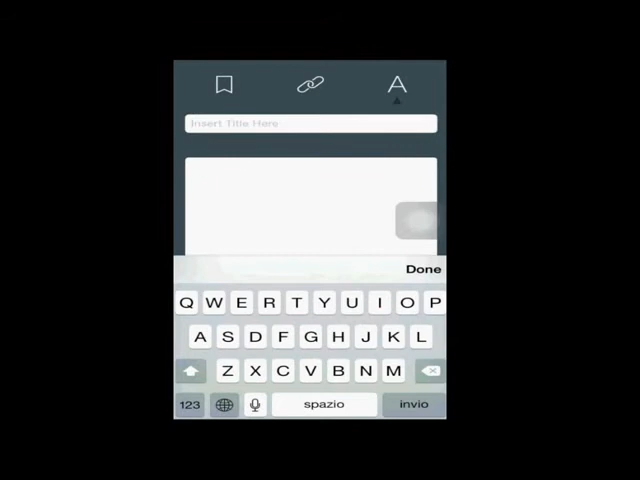 A
Insert Title Here
Done
Q W E R T Y U I O P
A S D F G H J K L
Z X C V B N M
123 spazio invio